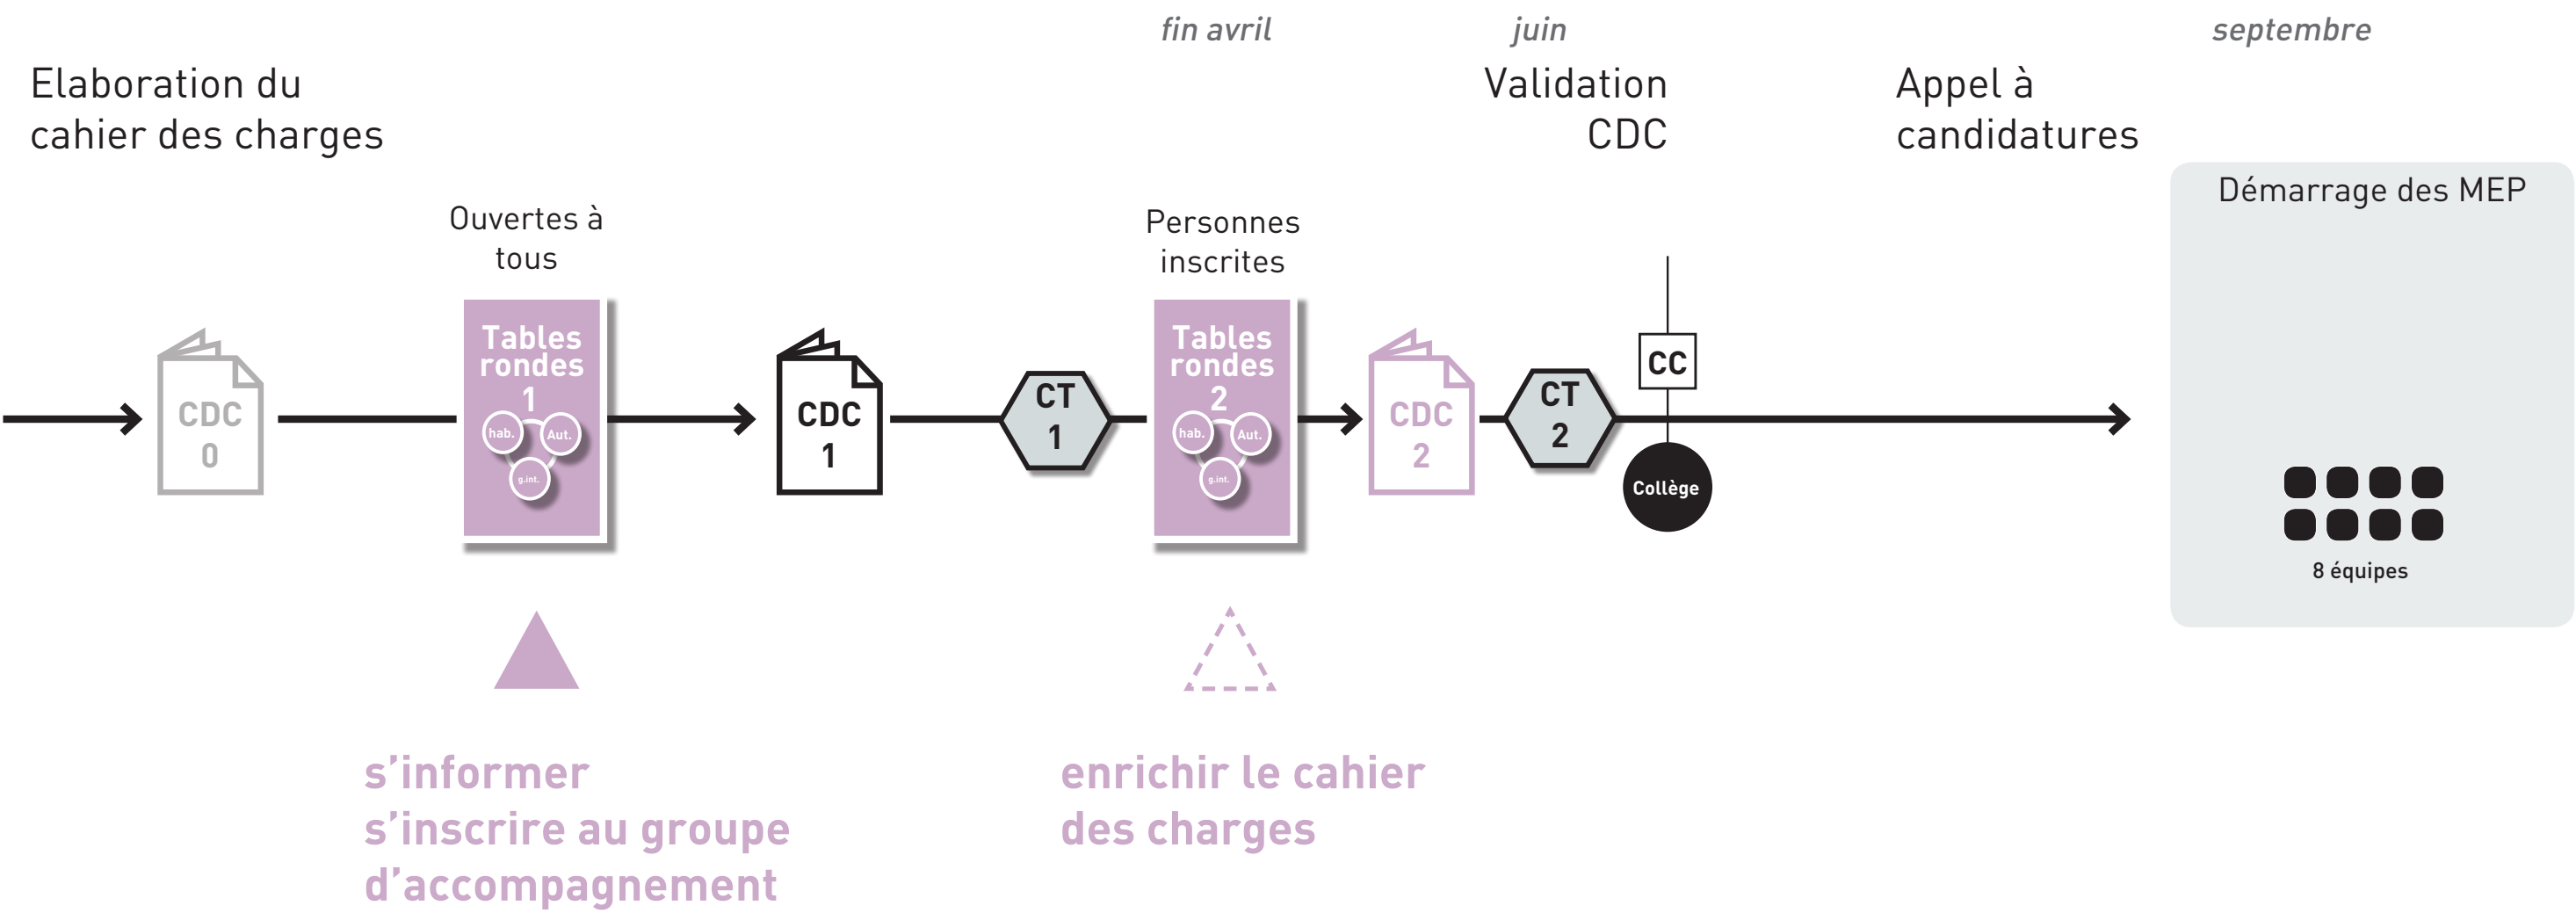 fin avril
juin
septembre
Elaboration du
cahier des charges
Validation
CDC
Appel à
candidatures
Démarrage des MEP
Ouvertes à
tous
Personnes
inscrites
CDC
0
Tables
rondes
1
hab.
Aut.
g.int.
CDC
1
CT
1
Tables
rondes
2
hab.
Aut.
g.int.
CDC
2
CT
2
CC
Collège
8 équipes
s’informer
s’inscrire au groupe
d’accompagnement
enrichir le cahier
des charges